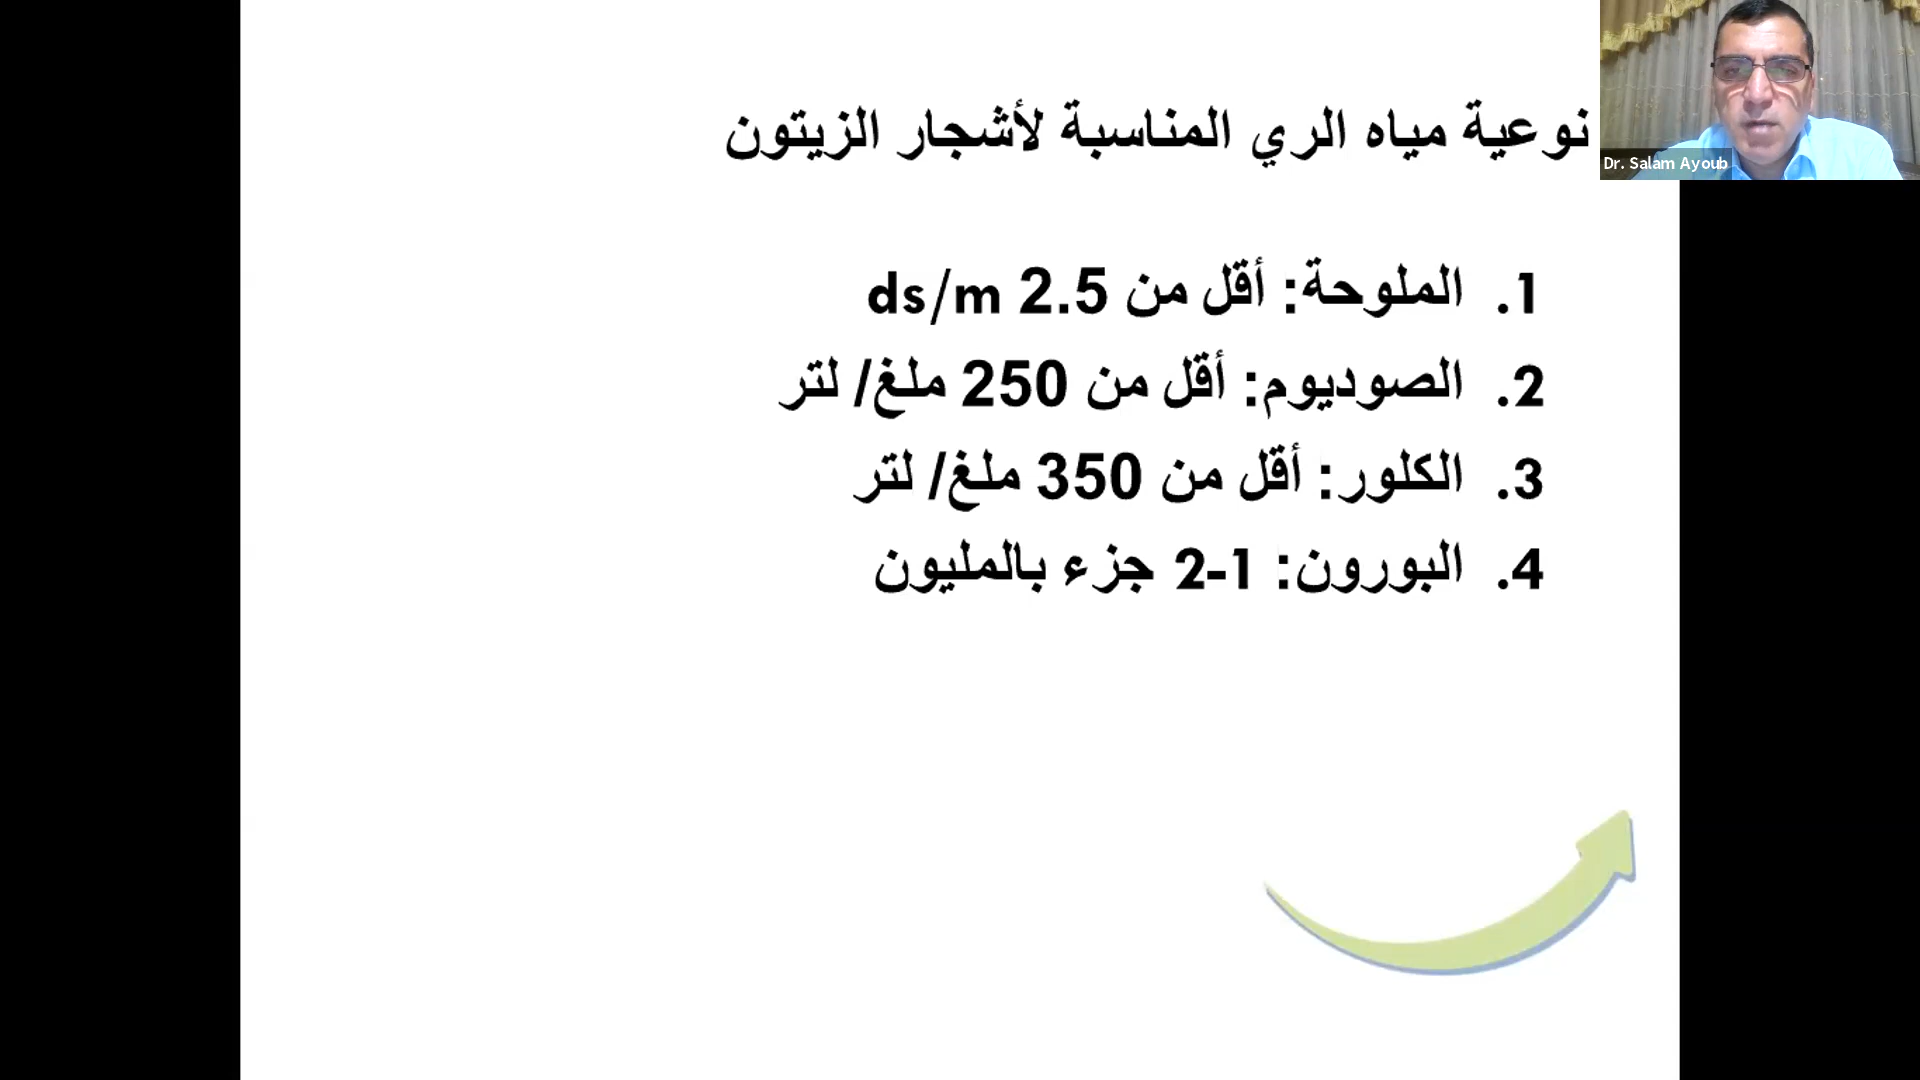 نوعية مياه الري المناسبة لأشجار الزيتون
Dr. Salam Ayoub
1. الملوحة: أقل من 2.5 ds/m
2. الصوديوم: أقل من 250 ملغ/ لتر
3. الكلور: أقل من 350 ملغ/ لتر
4. البورون: 1-2 جزء بالمليون